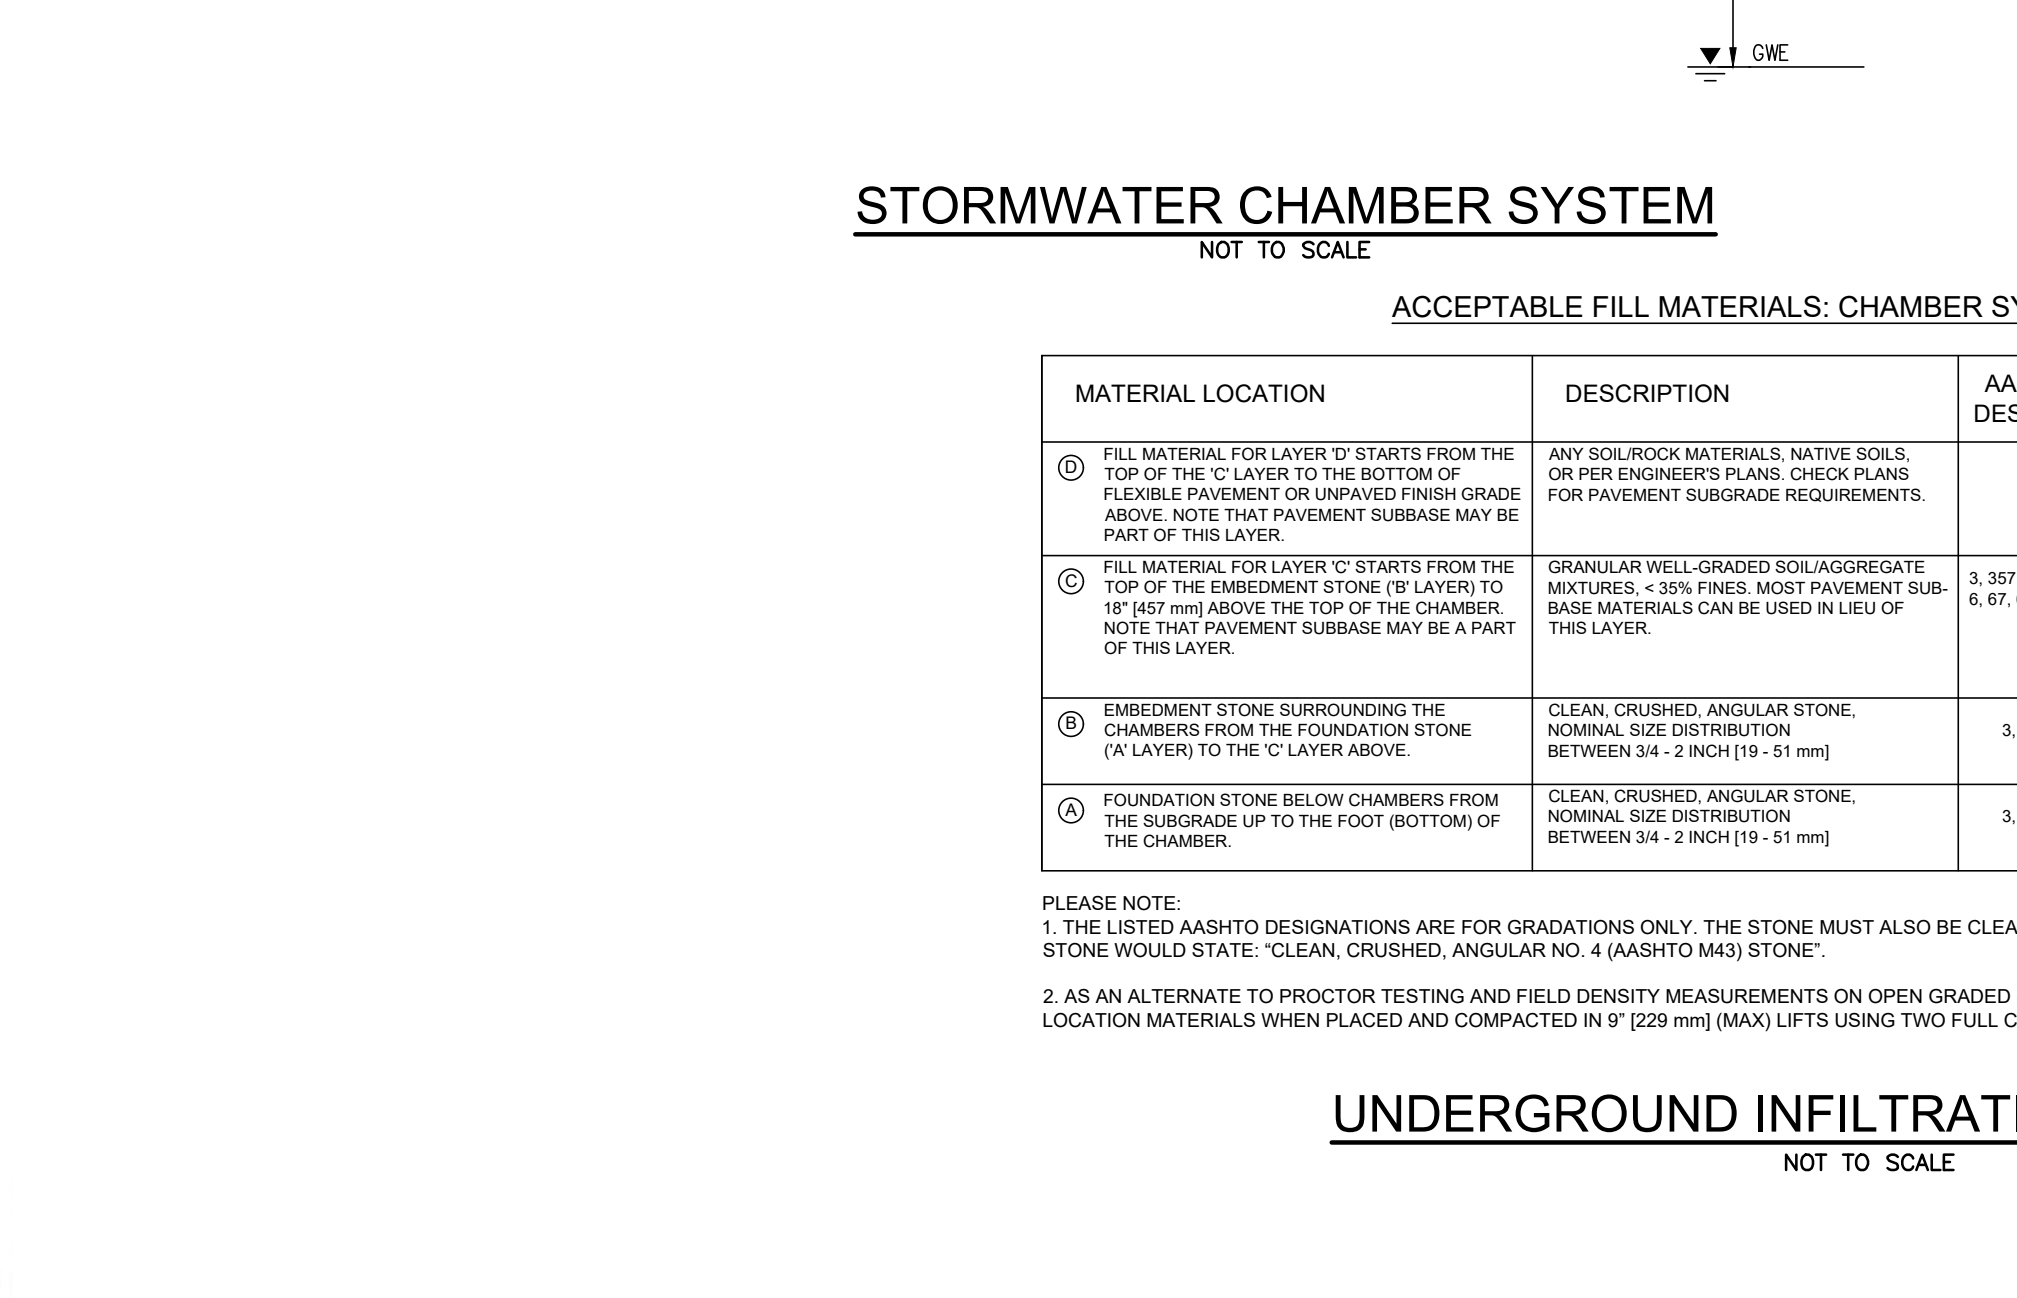 GWE
STORMWATER CHAMBER SYSTEM
NOT TO SCALE
ACCEPTABLE FILL MATERIALS: CHAMBER
MATERIAL LOCATION
DESCRIPTION
D
FILL MATERIAL FOR LAYER 'D' STARTS FROM THE
TOP OF THE 'C' LAYER TO THE BOTTOM OF
FLEXIBLE PAVEMENT OR UNPAVED FINISH GRADE
ABOVE. NOTE THAT PAVEMENT SUBBASE MAY BE
PART OF THIS LAYER.
ANY SOIL/ROCK MATERIALS, NATIVE SOILS,
OR PER ENGINEER'S PLANS. CHECK PLANS
FOR PAVEMENT SUBGRADE REQUIREMENTS.
C
FILL MATERIAL FOR LAYER 'C' STARTS FROM THE
TOP OF THE EMBEDMENT STONE ('B' LAYER) TO
18" [457 mm] ABOVE THE TOP OF THE CHAMBER.
NOTE THAT PAVEMENT SUBBASE MAY BE A PART
OF THIS LAYER.
GRANULAR WELL-GRADED SOIL/AGGREGATE
MIXTURES, < 35% FINES. MOST PAVEMENT SUB-
BASE MATERIALS CAN BE USED IN LIEU OF
THIS LAYER.
3, 357
6, 67,
B
EMBEDMENT STONE SURROUNDING THE
CHAMBERS FROM THE FOUNDATION STONE
('A' LAYER) TO THE 'C' LAYER ABOVE.
CLEAN, CRUSHED, ANGULAR STONE,
NOMINAL SIZE DISTRIBUTION
BETWEEN 3/4 - 2 INCH [19 - 51 mm]
3,
A
FOUNDATION STONE BELOW CHAMBERS FROM
THE SUBGRADE UP TO THE FOOT (BOTTOM) OF
THE CHAMBER.
CLEAN, CRUSHED, ANGULAR STONE,
NOMINAL SIZE DISTRIBUTION
BETWEEN 3/4 - 2 INCH [19 - 51 mm]
3,
PLEASE NOTE:
1. THE LISTED AASHTO DESIGNATIONS ARE FOR GRADATIONS ONLY. THE STONE MUST ALSO BE
STONE WOULD STATE: “CLEAN, CRUSHED, ANGULAR NO. 4 (AASHTO M43) STONE”.
2. AS AN ALTERNATE TO PROCTOR TESTING AND FIELD DENSITY MEASUREMENTS ON OPEN GRADED
LOCATION MATERIALS WHEN PLACED AND COMPACTED IN 9” [229 mm] (MAX) LIFTS USING TWO FULL
UNDERGROUND
NOT TO SCALE